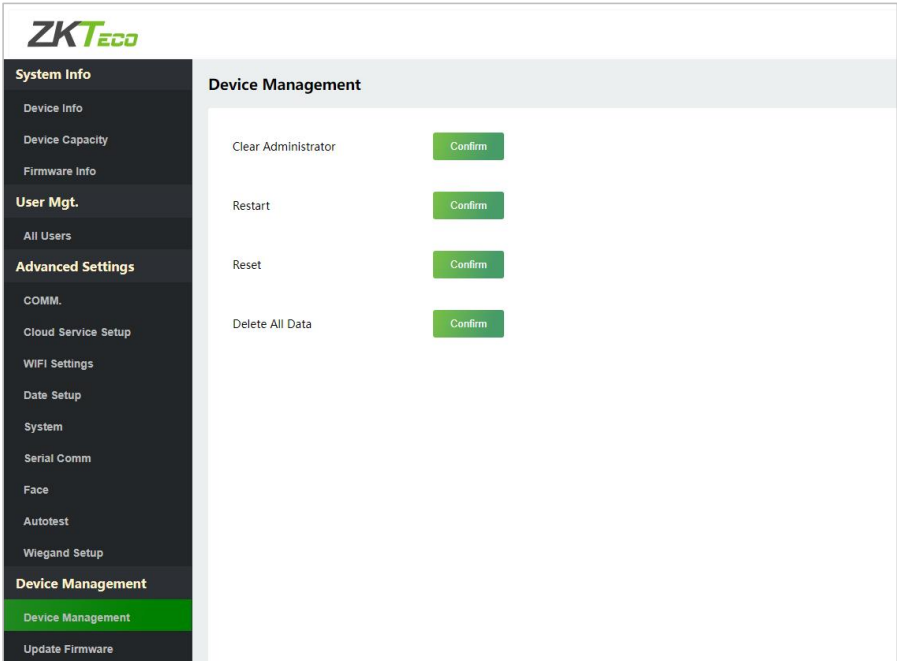 ZKTECO
System Info
Device Info
Device Capacity
Firmware Info
User Mgt.
All Users
Advanced Settings
COMM.
Cloud Service Setup
WIFI Settings
Date Setup
System
Serial Comm
Face
Autotest
Wiegand Setup
Device Management
Device Management
Update Firmware
Device Management
Clear Administrator Confirm
Restart Confirm
Reset Confirm
Delete All Data Confirm